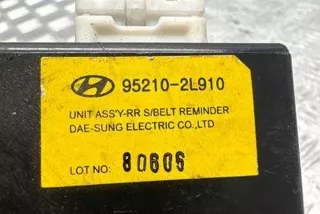 95210-2L910
UNIT ASS'Y-RR S/BELT REMINDER
DAE-SUNG ELECTRIC CO.,LTD
LOT NO: 80606